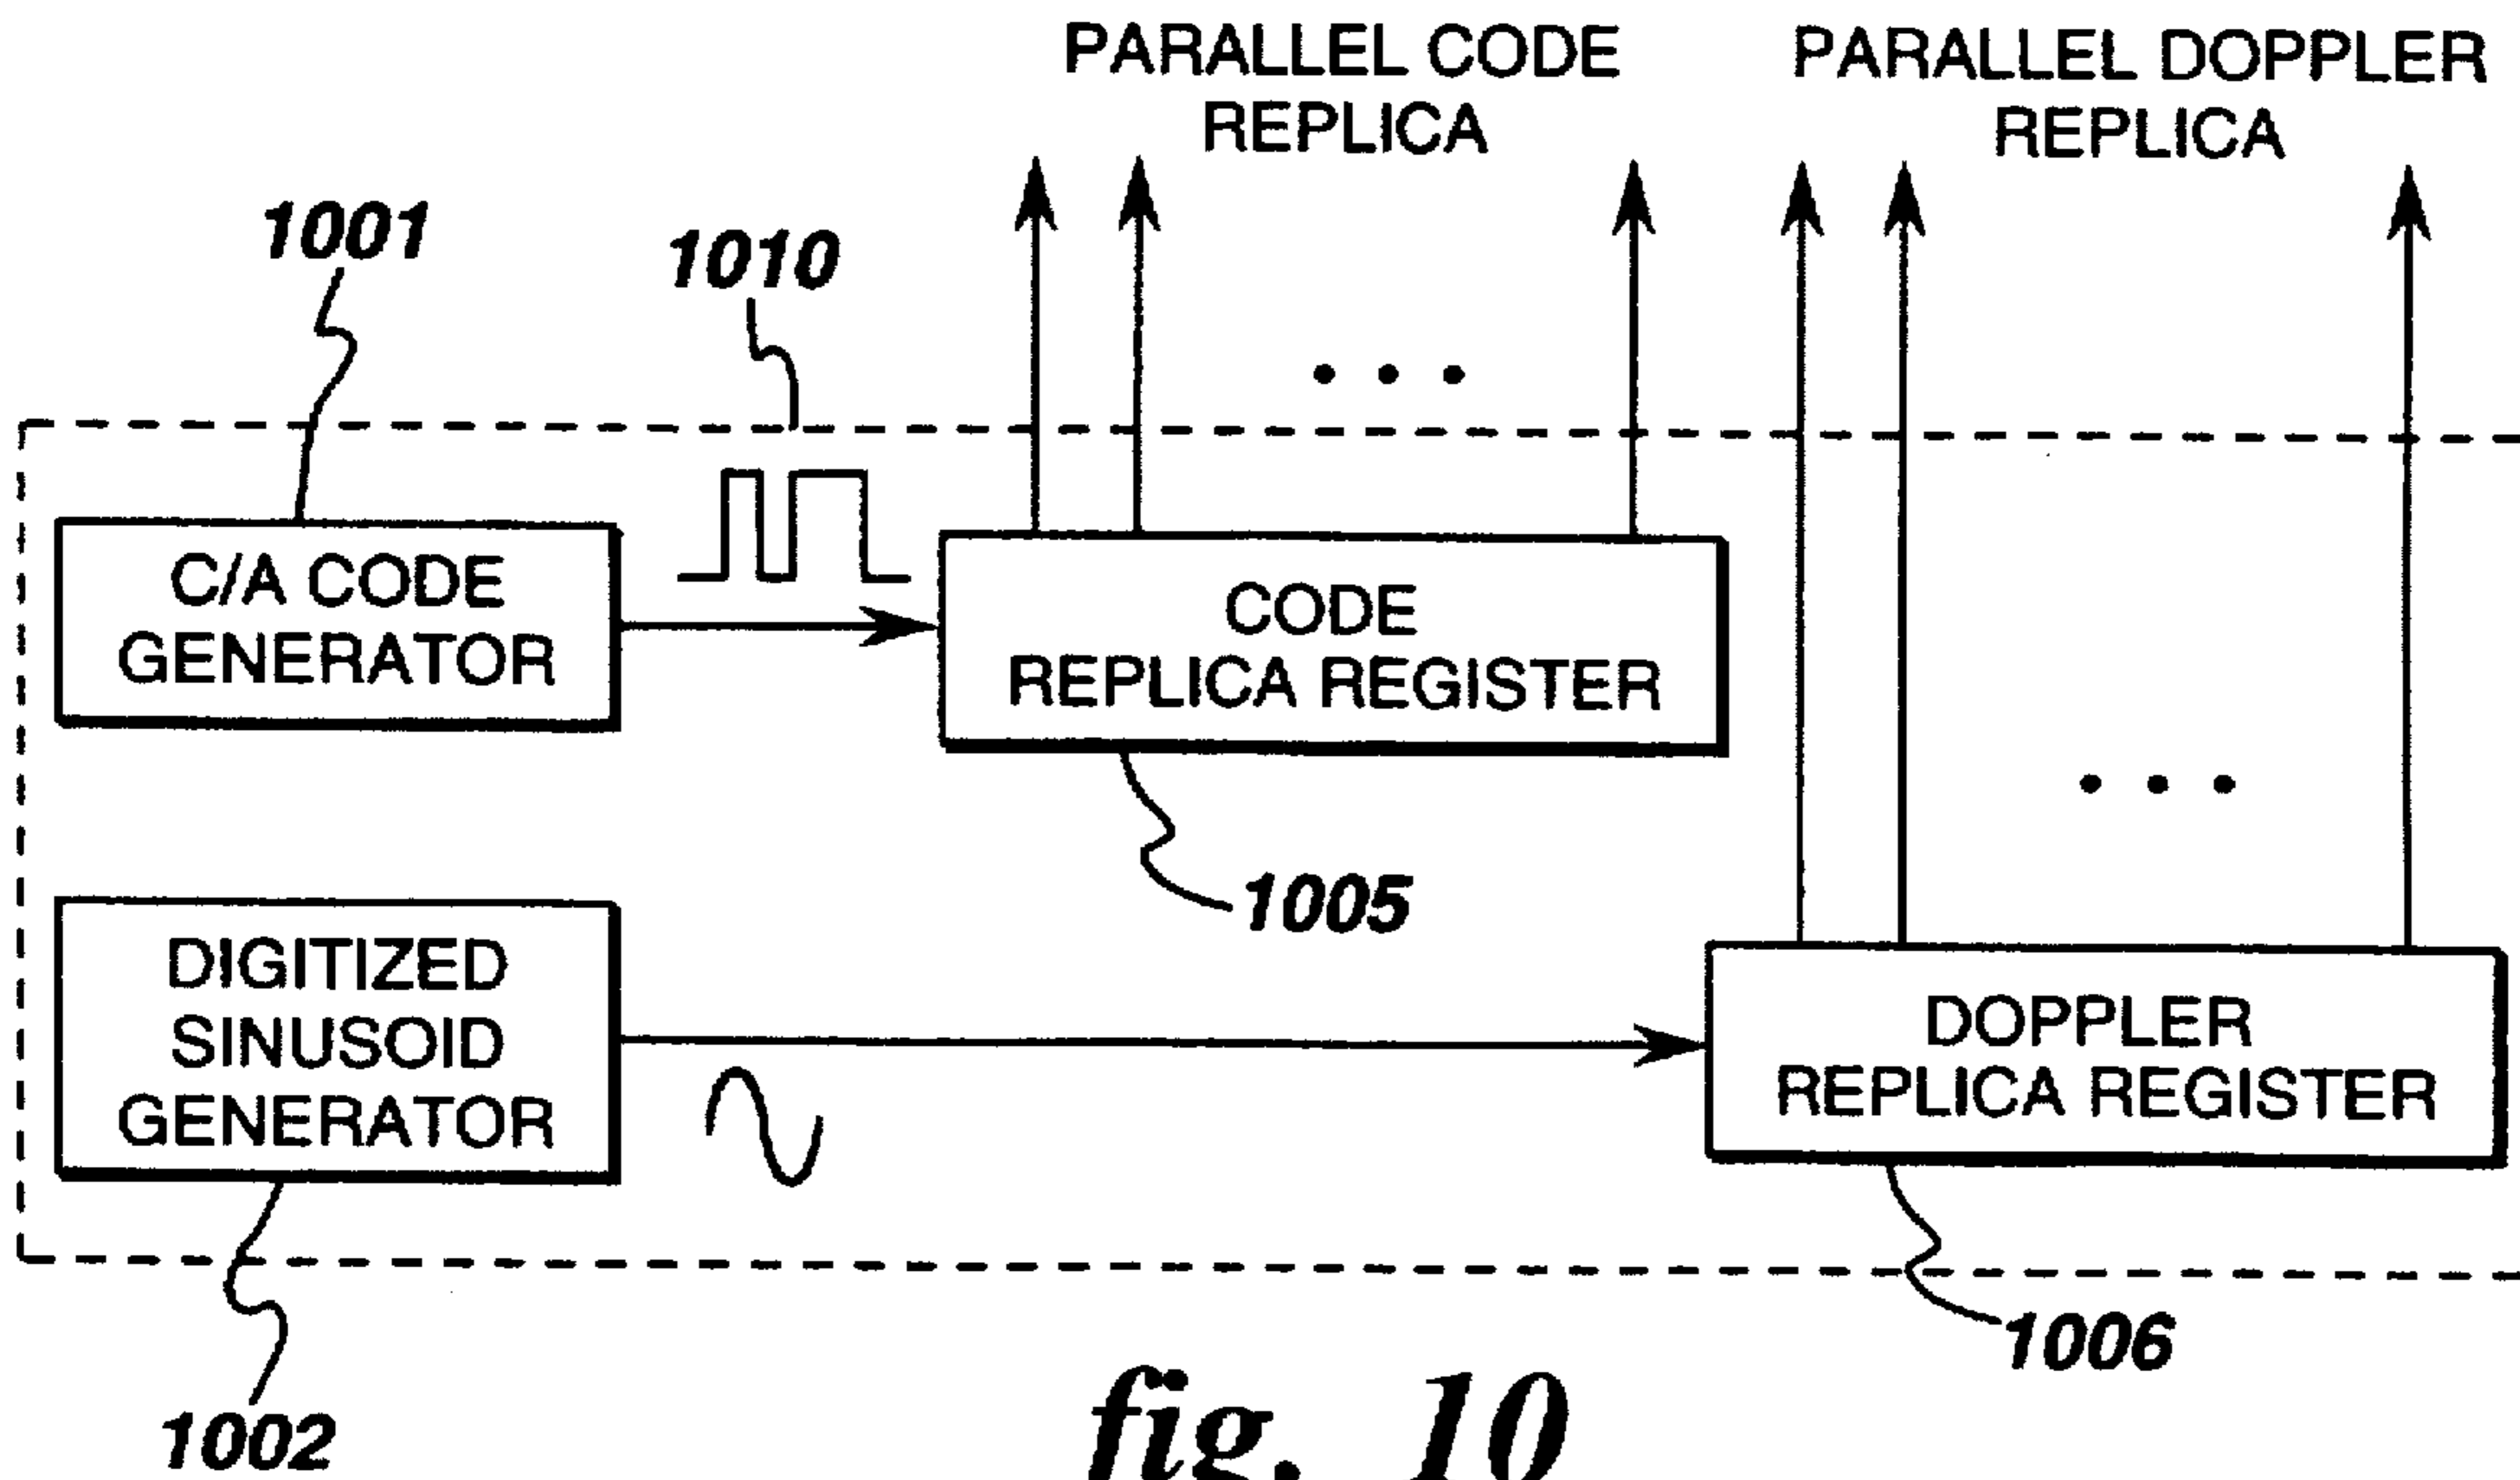 PARALLEL CODE
REPLICA
PARALLEL DOPPLER
REPLICA
1001
1010
C/A CODE
GENERATOR
CODE
REPLICA REGISTER
1005
DIGITIZED
SINUSOID
GENERATOR
DOPPLER
REPLICA REGISTER
1006
1002
fig. 10